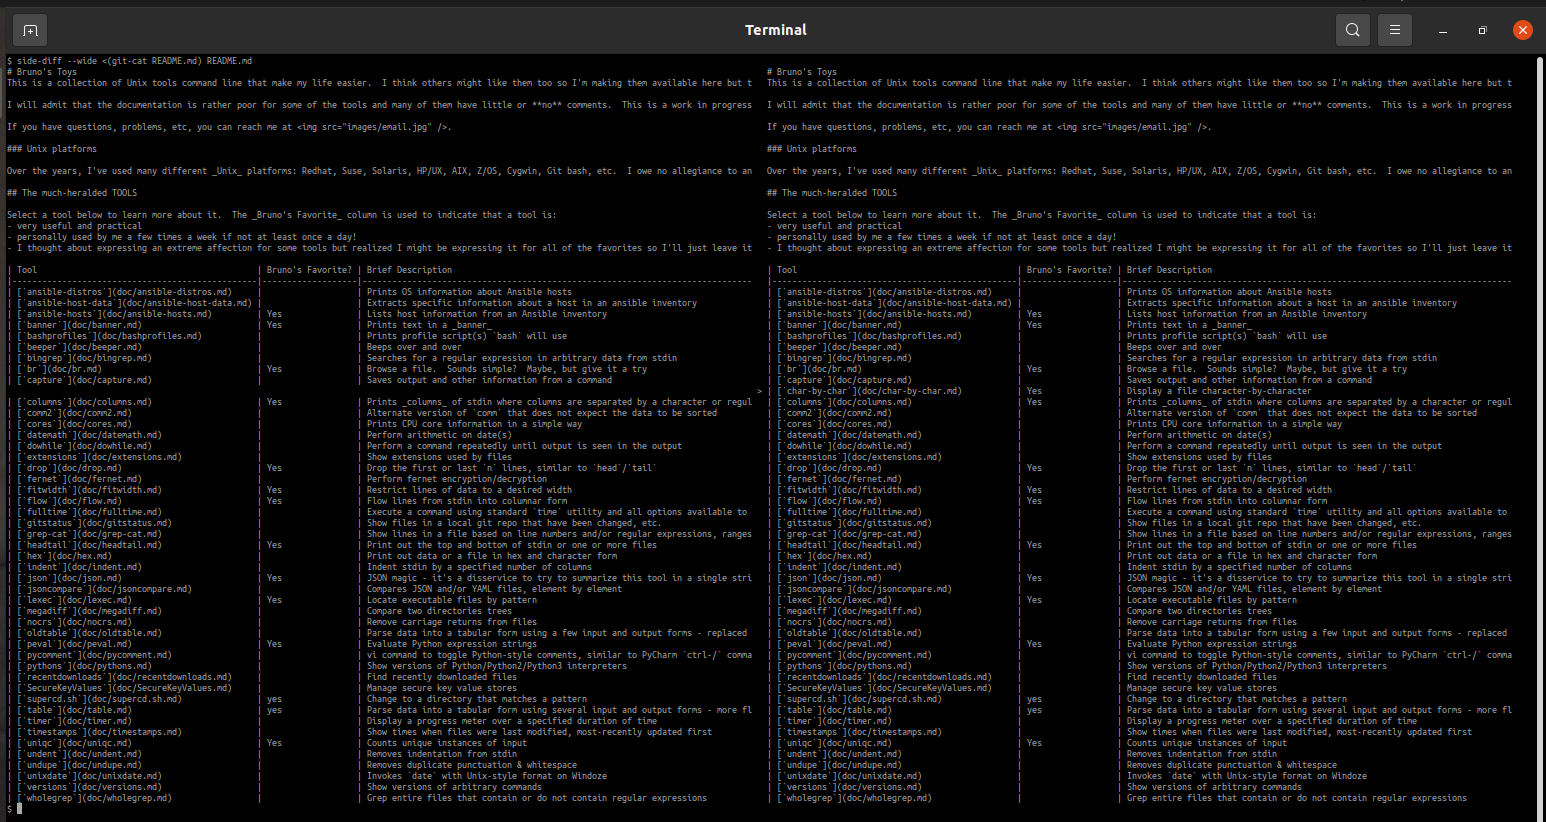 Terminal
$ side-diff --wide <(git-cat README.md) README.md
# Bruno's Toys # Bruno's Toys
This is a collection of Unix tools command line that make my life easier.  I think others might like them too so I'm making them available here but t This is a collection of Unix tools command line that make my life easier.  I think others might like them too so I'm making them available here but t
I will admit that the documentation is rather poor for some of the tools and many of them have little or **no** comments.  This is a work in progress I will admit that the documentation is rather poor for some of the tools and many of them have little or **no** comments.  This is a work in progress
If you have questions, problems, etc, you can reach me at <img src="images/email.jpg" />. If you have questions, problems, etc, you can reach me at <img src="images/email.jpg" />.
### Unix platforms ### Unix platforms
Over the years, I've used many different _Unix_ platforms: Redhat, Suse, Solaris, HP/UX, AIX, Z/OS, Cygwin, Git bash, etc.  I owe no allegiance to an Over the years, I've used many different _Unix_ platforms: Redhat, Suse, Solaris, HP/UX, AIX, Z/OS, Cygwin, Git bash, etc.  I owe no allegiance to an
## The much-heralded TOOLS ## The much-heralded TOOLS
Select a tool below to learn more about it.  The _Bruno's Favorite_ column is used to indicate that a tool is: Select a tool below to learn more about it.  The _Bruno's Favorite_ column is used to indicate that a tool is:
- very useful and practical - very useful and practical
- personally used by me a few times a week if not at least once a day! - personally used by me a few times a week if not at least once a day!
- I thought about expressing an extreme affection for some tools but realized I might be expressing it for all of the favorites so I'll just leave it - I thought about expressing an extreme affection for some tools but realized I might be expressing it for all of the favorites so I'll just leave it
| Tool | Bruno's Favorite? | Brief Description | Tool | Bruno's Favorite? | Brief Description
| [`ansible-distros`](doc/ansible-distros.md) | | Prints OS information about Ansible hosts | [`ansible-distros`](doc/ansible-distros.md) | | Prints OS information about Ansible hosts
| [`ansible-host-data`](doc/ansible-host-data.md) | | Extracts specific information about a host in an ansible inventory | [`ansible-host-data`](doc/ansible-host-data.md) | | Extracts specific information about a host in an ansible inventory
| [`ansible-hosts`](doc/ansible-hosts.md) | Yes | Lists host information from an Ansible inventory | [`ansible-hosts`](doc/ansible-hosts.md) | Yes | Lists host information from an Ansible inventory
| [`banner`](doc/banner.md) | Yes | Prints text in a _banner_ | [`banner`](doc/banner.md) | Yes | Prints text in a _banner_
| [`bashprofiles`](doc/bashprofiles.md) | | Prints profile script(s) `bash` will use | [`bashprofiles`](doc/bashprofiles.md) | | Prints profile script(s) `bash` will use
| [`beeper`](doc/beeper.md) | | Beeps over and over | [`beeper`](doc/beeper.md) | | Beeps over and over
| [`bingrep`](doc/bingrep.md) | | Searches for a regular expression in arbitrary data from stdin | [`bingrep`](doc/bingrep.md) | | Searches for a regular expression in arbitrary data from stdin
| [`br`](doc/br.md) | Yes | Browse a file.  Sounds simple?  Maybe, but give it a try | [`br`](doc/br.md) | Yes | Browse a file.  Sounds simple?  Maybe, but give it a try
| [`capture`](doc/capture.md) | | Saves output and other information from a command | [`capture`](doc/capture.md) | | Saves output and other information from a command
> | [`char-by-char`](doc/char-by-char.md) | Yes | Display a file character-by-character
| [`columns`](doc/columns.md) | Yes | Prints _columns_ of stdin where columns are separated by a character or regul | [`columns`](doc/columns.md) | Yes | Prints _columns_ of stdin where columns are separated by a character or regul
| [`comm2`](doc/comm2.md) | | Alternate version of `comm` that does not expect the data to be sorted | [`comm2`](doc/comm2.md) | | Alternate version of `comm` that does not expect the data to be sorted
| [`cores`](doc/cores.md) | | Prints CPU core information in a simple way | [`cores`](doc/cores.md) | | Prints CPU core information in a simple way
| [`datemath`](doc/datemath.md) | | Perform arithmetic on date(s) | [`datemath`](doc/datemath.md) | | Perform arithmetic on date(s)
| [`dowhile`](doc/dowhile.md) | | Perform a command repeatedly until output is seen in the output | [`dowhile`](doc/dowhile.md) | | Perform a command repeatedly until output is seen in the output
| [`extensions`](doc/extensions.md) | | Show extensions used by files | [`extensions`](doc/extensions.md) | | Show extensions used by files
| [`drop`](doc/drop.md) | Yes | Drop the first or last `n` lines, similar to `head`/`tail` | [`drop`](doc/drop.md) | Yes | Drop the first or last `n` lines, similar to `head`/`tail`
| [`fernet`](doc/fernet.md) | | Perform fernet encryption/decryption | [`fernet`](doc/fernet.md) | | Perform fernet encryption/decryption
| [`fitwidth`](doc/fitwidth.md) | Yes | Restrict lines of data to a desired width | [`fitwidth`](doc/fitwidth.md) | Yes | Restrict lines of data to a desired width
| [`flow`](doc/flow.md) | Yes | Flow lines from stdin into columnar form | [`flow`](doc/flow.md) | Yes | Flow lines from stdin into columnar form
| [`fulltime`](doc/fulltime.md) | | Execute a command using standard `time` utility and all options available to | [`fulltime`](doc/fulltime.md) | | Execute a command using standard `time` utility and all options available to
| [`gitstatus`](doc/gitstatus.md) | | Show files in a local git repo that have been changed, etc. | [`gitstatus`](doc/gitstatus.md) | | Show files in a local git repo that have been changed, etc.
| [`grep-cat`](doc/grep-cat.md) | | Show lines in a file based on line numbers and/or regular expressions, ranges | [`grep-cat`](doc/grep-cat.md) | | Show lines in a file based on line numbers and/or regular expressions, ranges
| [`headtail`](doc/headtail.md) | Yes | Print out the top and bottom of stdin or one or more files | [`headtail`](doc/headtail.md) | Yes | Print out the top and bottom of stdin or one or more files
| [`hex`](doc/hex.md) | | Print out data or a file in hex and character form | [`hex`](doc/hex.md) | | Print out data or a file in hex and character form
| [`indent`](doc/indent.md) | | Indent stdin by a specified number of columns | [`indent`](doc/indent.md) | | Indent stdin by a specified number of columns
| [`json`](doc/json.md) | Yes | JSON magic - it's a disservice to try to summarize this tool in a single stri | [`json`](doc/json.md) | Yes | JSON magic - it's a disservice to try to summarize this tool in a single stri
| [`jsoncompare`](doc/jsoncompare.md) | | Compares JSON and/or YAML files, element by element | [`jsoncompare`](doc/jsoncompare.md) | | Compares JSON and/or YAML files, element by element
| [`lexec`](doc/lexec.md) | Yes | Locate executable files by pattern | [`lexec`](doc/lexec.md) | Yes | Locate executable files by pattern
| [`megadiff`](doc/megadiff.md) | | Compare two directories trees | [`megadiff`](doc/megadiff.md) | | Compare two directories trees
| [`nocrs`](doc/nocrs.md) | | Remove carriage returns from files | [`nocrs`](doc/nocrs.md) | | Remove carriage returns from files
| [`oldtable`](doc/oldtable.md) | | Parse data into a tabular form using a few input and output forms - replaced | [`oldtable`](doc/oldtable.md) | | Parse data into a tabular form using a few input and output forms - replaced
| [`peval`](doc/peval.md) | Yes | Evaluate Python expression strings | [`peval`](doc/peval.md) | Yes | Evaluate Python expression strings
| [`pycomment`](doc/pycomment.md) | | vi command to toggle Python-style comments, similar to PyCharm `ctrl-/` comma | [`pycomment`](doc/pycomment.md) | | vi command to toggle Python-style comments, similar to PyCharm `ctrl-/` comma
| [`pythons`](doc/pythons.md) | | Show versions of Python/Python2/Python3 interpreters | [`pythons`](doc/pythons.md) | | Show versions of Python/Python2/Python3 interpreters
| [`recentdownloads`](doc/recentdownloads.md) | | Find recently downloaded files | [`recentdownloads`](doc/recentdownloads.md) | | Find recently downloaded files
| [`SecureKeyValues`](doc/SecureKeyValues.md) | | Manage secure key value stores | [`SecureKeyValues`](doc/SecureKeyValues.md) | | Manage secure key value stores
| [`supercd.sh`](doc/supercd.sh.md) | yes | Change to a directory that matches a pattern | [`supercd.sh`](doc/supercd.sh.md) | yes | Change to a directory that matches a pattern
| [`table`](doc/table.md) | yes | Parse data into a tabular form using several input and output forms - more fl | [`table`](doc/table.md) | yes | Parse data into a tabular form using several input and output forms - more fl
| [`timer`](doc/timer.md) | | Display a progress meter over a specified duration of time | [`timer`](doc/timer.md) | | Display a progress meter over a specified duration of time
| [`timestamps`](doc/timestamps.md) | | Show times when files were last modified, most-recently updated first | [`timestamps`](doc/timestamps.md) | | Show times when files were last modified, most-recently updated first
| [`uniqc`](doc/uniqc.md) | Yes | Counts unique instances of input | [`uniqc`](doc/uniqc.md) | Yes | Counts unique instances of input
| [`undent`](doc/undent.md) | | Removes indentation from stdin | [`undent`](doc/undent.md) | | Removes indentation from stdin
| [`undupe`](doc/undupe.md) | | Removes duplicate punctuation & whitespace | [`undupe`](doc/undupe.md) | | Removes duplicate punctuation & whitespace
| [`unixdate`](doc/unixdate.md) | | Invokes `date` with Unix-style format on Windoze | [`unixdate`](doc/unixdate.md) | | Invokes `date` with Unix-style format on Windoze
| [`versions`](doc/versions.md) | | Show versions of arbitrary commands | [`versions`](doc/versions.md) | | Show versions of arbitrary commands
| [`wholegrep`](doc/wholegrep.md) | | Grep entire files that contain or do not contain regular expressions | [`wholegrep`](doc/wholegrep.md) | | Grep entire files that contain or do not contain regular expressions
$